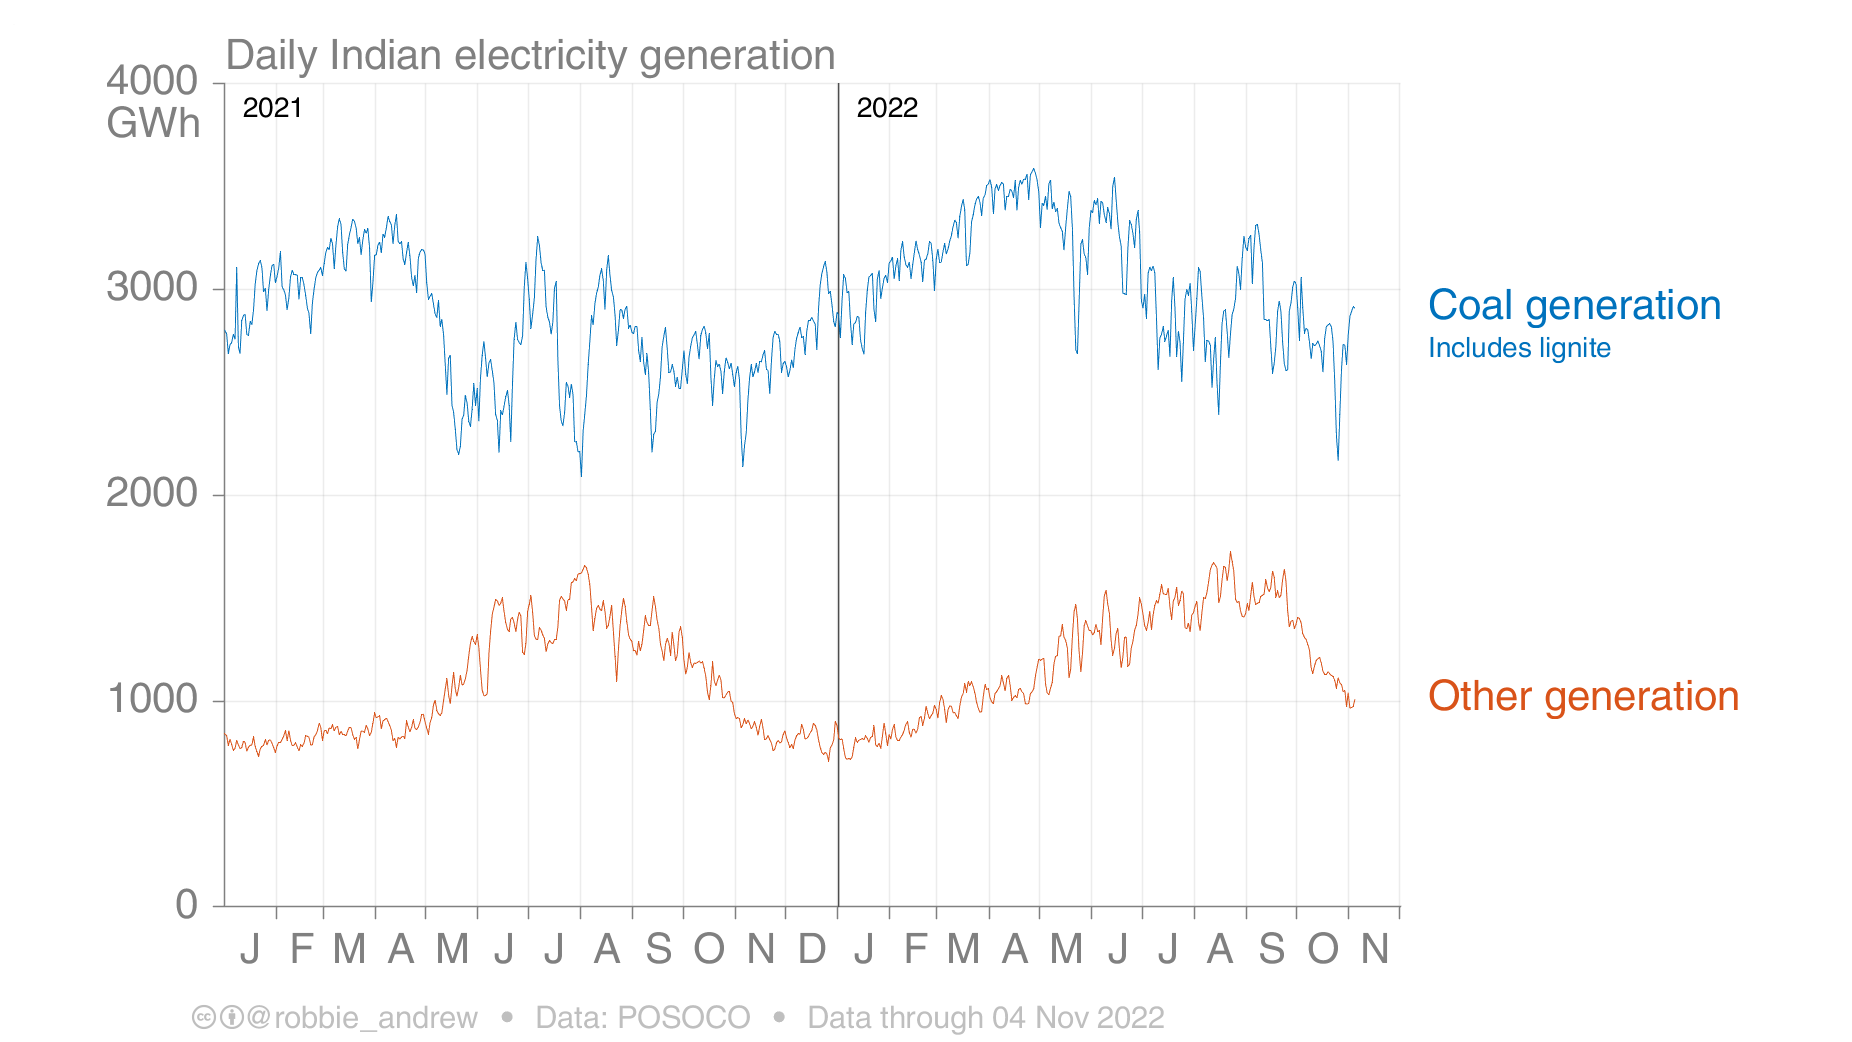 Daily Indian electricity generation
4000
GWh
2021
2022
3000
2000
1000
0
Coal generation
Includes lignite
Other generation
J F M A M J J A S O N D J F M A M J J A S O N
@robbie_andrew • Data: POSOCO • Data through 04 Nov 2022